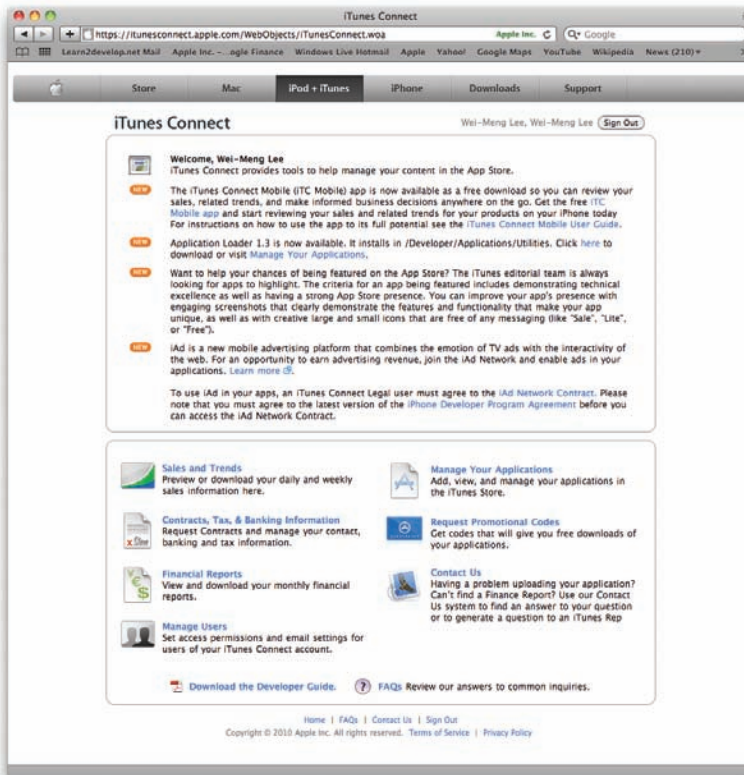 iTunes Connect
https://itunesconnect.apple.com/WebObjects/iTunesConnect.woa Apple Inc. Google
Learn2develop.net Mail Apple Inc. – ...ogle Finance Windows Live Hotmail Apple Yahoo! Google Maps YouTube Wikipedia News (210)
Store Mac iPod + iTunes iPhone Downloads Support
iTunes Connect Wei-Meng Lee, Wei-Meng Lee Sign Out
Welcome, Wei-Meng Lee
iTunes Connect provides tools to help manage your content in the App Store.
NEW The iTunes Connect Mobile (ITC Mobile) app is now available as a free download so you can review your
sales, related trends, and make informed business decisions anywhere on the go. Get the free ITC
Mobile app and start reviewing your sales and related trends for your products on your iPhone today
For instructions on how to use the app to its full potential see the iTunes Connect Mobile User Guide.
NEW Application Loader 1.3 is now available. It installs in /Developer/Applications/Utilities. Click here to
download or visit Manage Your Applications.
NEW Want to help your chances of being featured on the App Store? The iTunes editorial team is always
looking for apps to highlight. The criteria for an app being featured includes demonstrating technical
excellence as well as having a strong App Store presence. You can improve your app's presence with
engaging screenshots that clearly demonstrate the features and functionality that make your app
unique, as well as with creative large and small icons that are free of any messaging (like "Sale", "Lite",
or "Free").
NEW iAd is a new mobile advertising platform that combines the emotion of TV ads with the interactivity of
the web. For an opportunity to earn advertising revenue, join the iAd Network and enable ads in your
applications. Learn more
To use iAd in your apps, an iTunes Connect Legal user must agree to the iAd Network Contract. Please
note that you must agree to the latest version of the iPhone Developer Program Agreement before you
can access the iAd Network Contract.
Sales and Trends
Preview or download your daily and weekly
sales information here.
Contracts, Tax, & Banking Information
Request Contracts and manage your contact,
banking and tax information.
Financial Reports
View and download your monthly financial
reports.
Manage Users
Set access permissions and email settings for
users of your iTunes Connect account.
Manage Your Applications
Add, view, and manage your applications in
the iTunes Store.
Request Promotional Codes
Get codes that will give you free downloads of
your applications.
Contact Us
Having a problem uploading your application?
Can't find a Finance Report? Use our Contact
Us system to find an answer to your question
or to generate a question to an iTunes Rep
Download the Developer Guide. FAQs Review our answers to common inquiries.
Home | FAQs | Contact Us | Sign Out
Copyright © 2010 Apple Inc. All rights reserved. Terms of Service | Privacy Policy